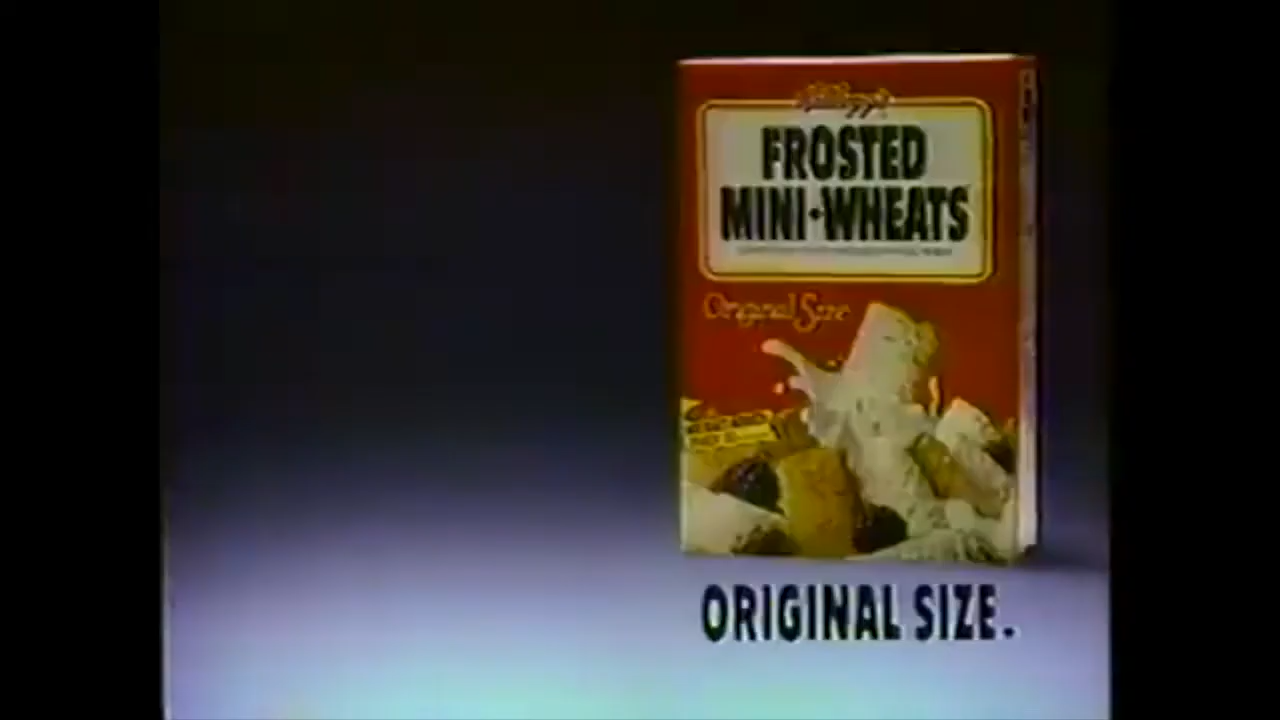 Kellogg's
FROSTED
MINI-WHEATS
Original Size
ORIGINAL SIZE.